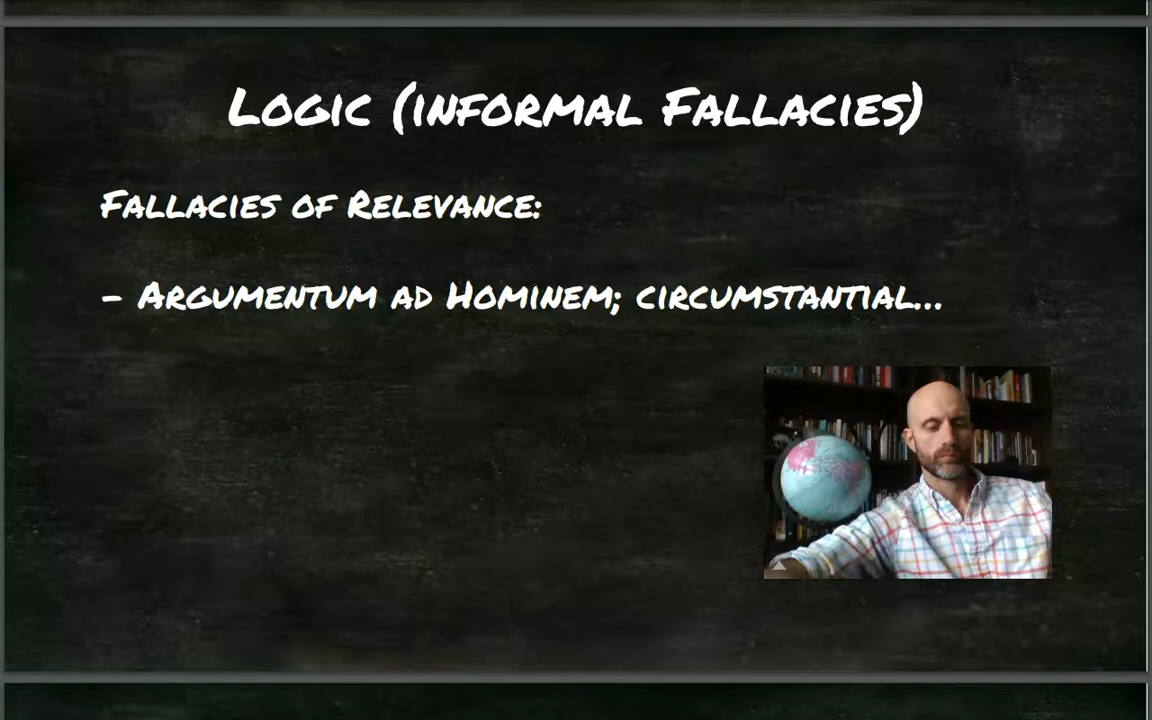 Logic (informal Fallacies)
Fallacies of Relevance:
- Argumentum ad Hominem; circumstantial...